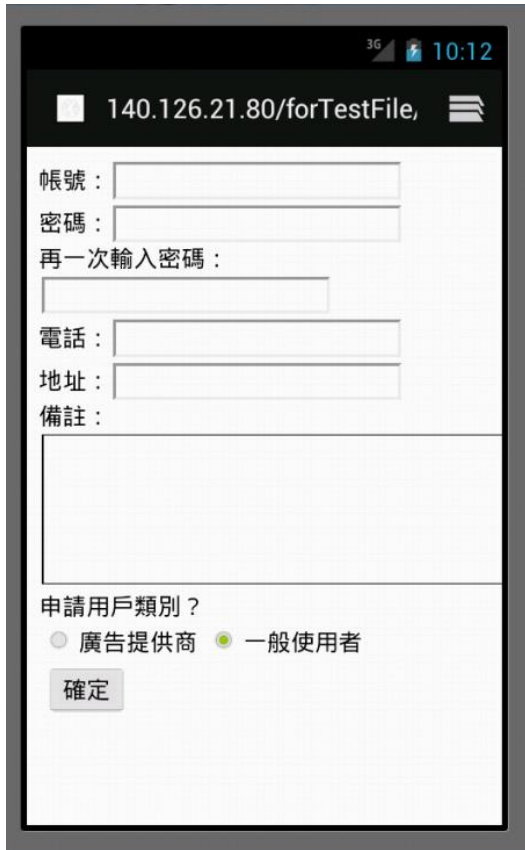 3G 10:12
140.126.21.80/forTestFile/
帳號：
密碼：
再一次輸入密碼：
電話：
地址：
備註：
申請用戶類別？
廣告提供商 一般使用者
確定